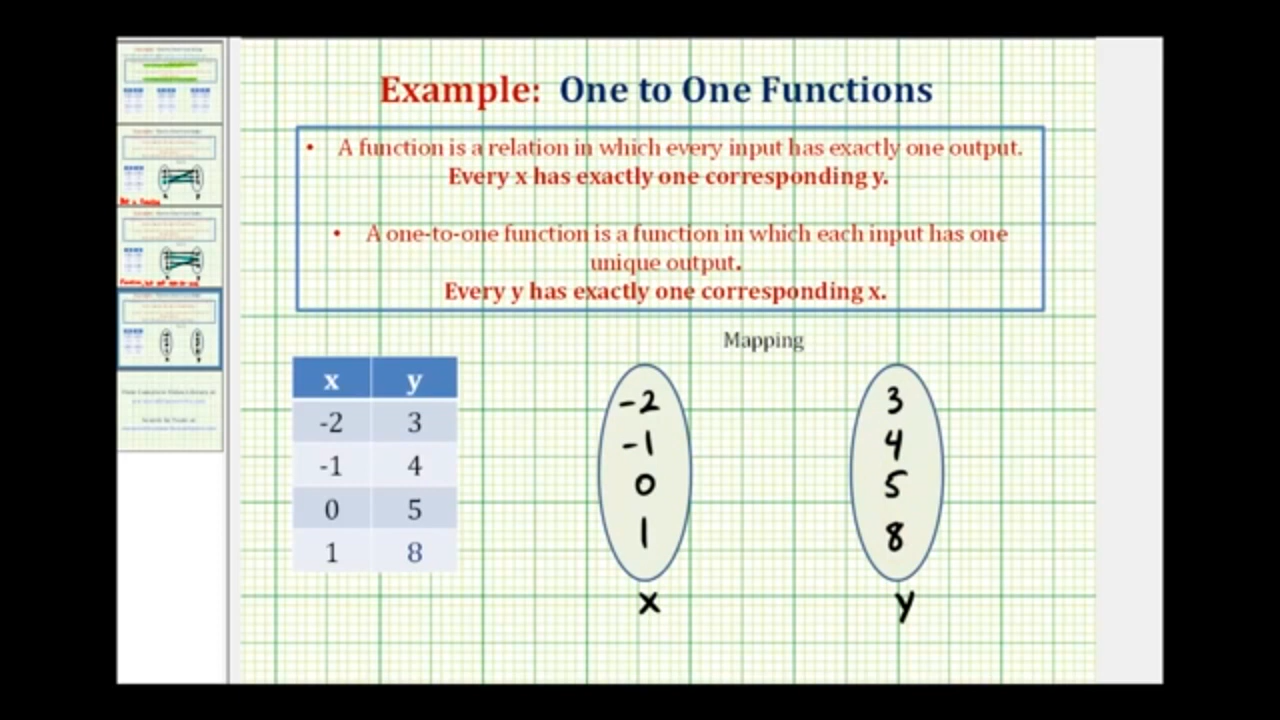 Example: One to One Functions
• A function is a relation in which every input has exactly one output.
Every x has exactly one corresponding y.
• A one-to-one function is a function in which each input has one
unique output.
Every y has exactly one corresponding x.
Mapping
x y
-2 3
-1 4
0 5
1 8
-2 3
-1 4
0 5
1 8
x y